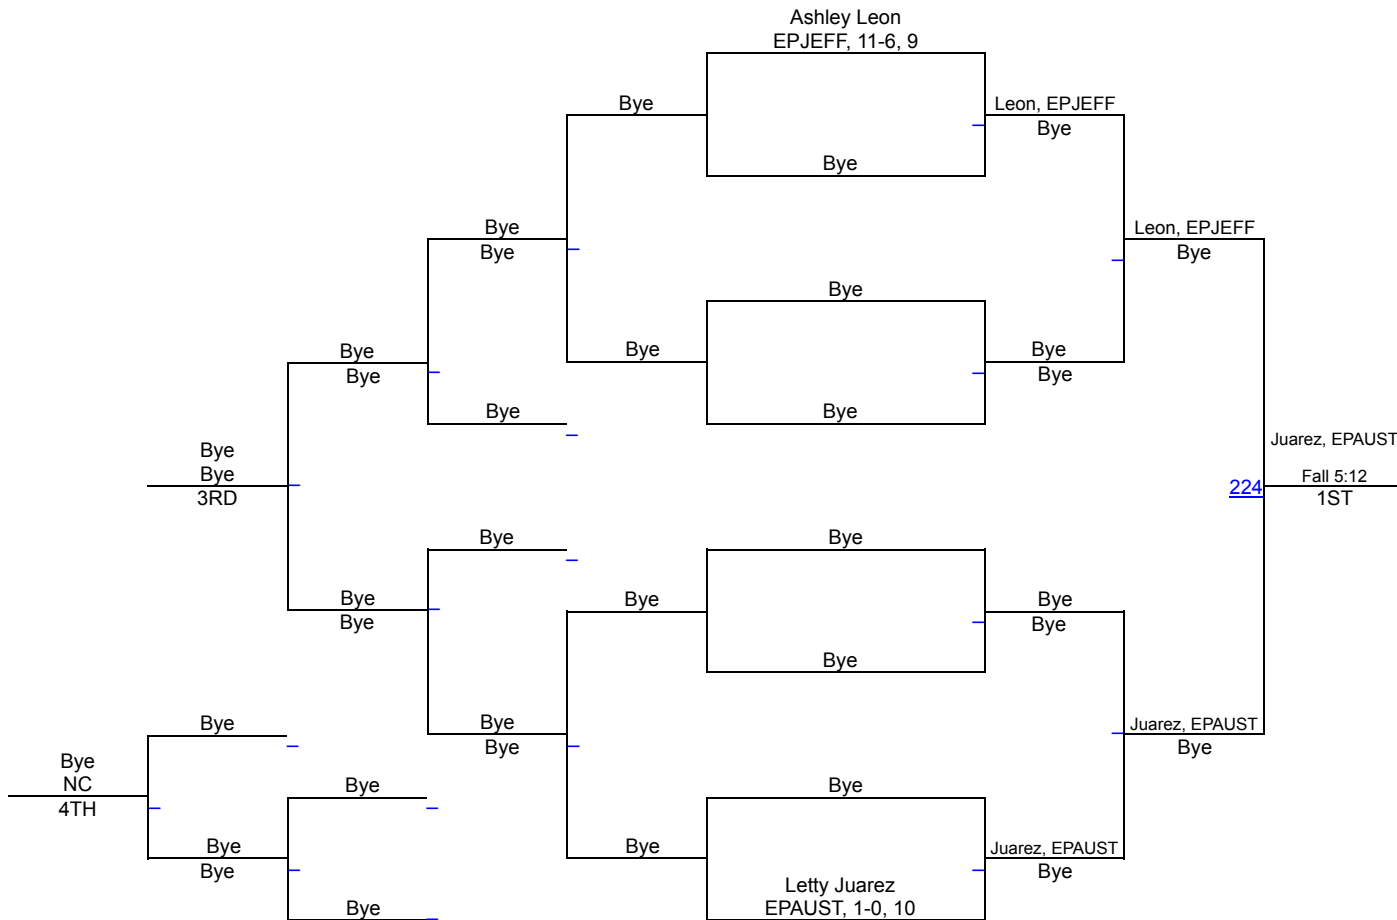 Ashley Leon
EPJEFF, 11-6, 9
Bye
Leon, EPJEFF
Bye
Bye
Bye
Bye
Leon, EPJEFF
Bye
Bye
Bye
Bye
Bye
Bye
Bye
Bye
Bye
Juarez, EPAUST
Bye
Bye
3RD
224
Fall 5:12
1ST
Bye
Bye
Bye
Bye
Bye
Bye
Bye
Bye
Bye
Bye
Bye
Juarez, EPAUST
Bye
Bye
NC
4TH
Bye
Bye
Bye
Bye
Bye
Juarez, EPAUST
Bye
Letty Juarez
EPAUST, 1-0, 10
Bye